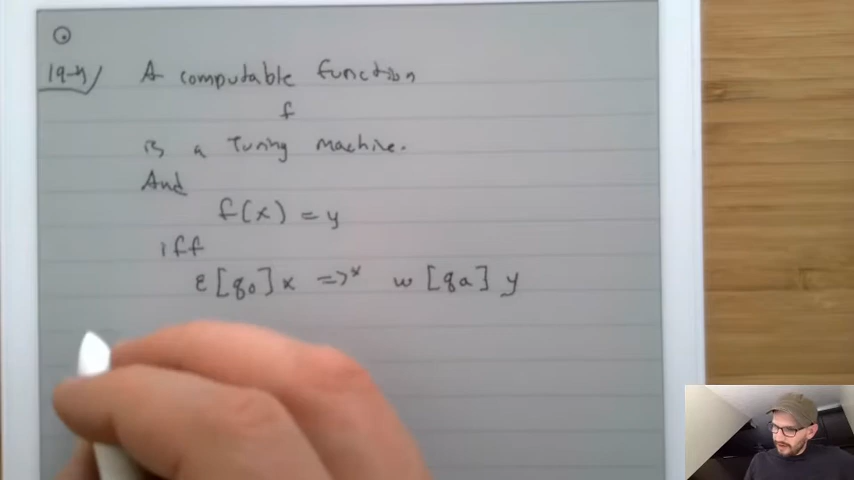 19-4/ A computable function
f
is a Turing machine.
And
f(x) = y
iff
ε[q0]x =>* w [qa] y